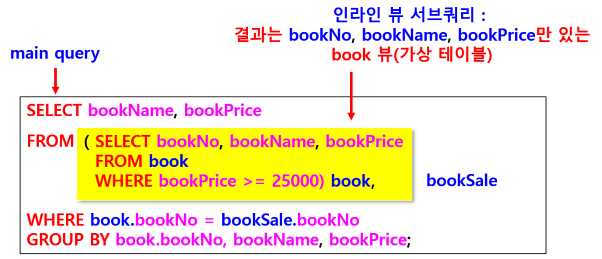 인라인 뷰 서브쿼리 :
결과는 bookNo, bookName, bookPrice만 있는
book 뷰(가상 테이블)
main query
SELECT bookName, bookPrice
FROM ( SELECT bookNo, bookName, bookPrice
FROM book
WHERE bookPrice >= 25000) book, bookSale
WHERE book.bookNo = bookSale.bookNo
GROUP BY book.bookNo, bookName, bookPrice;